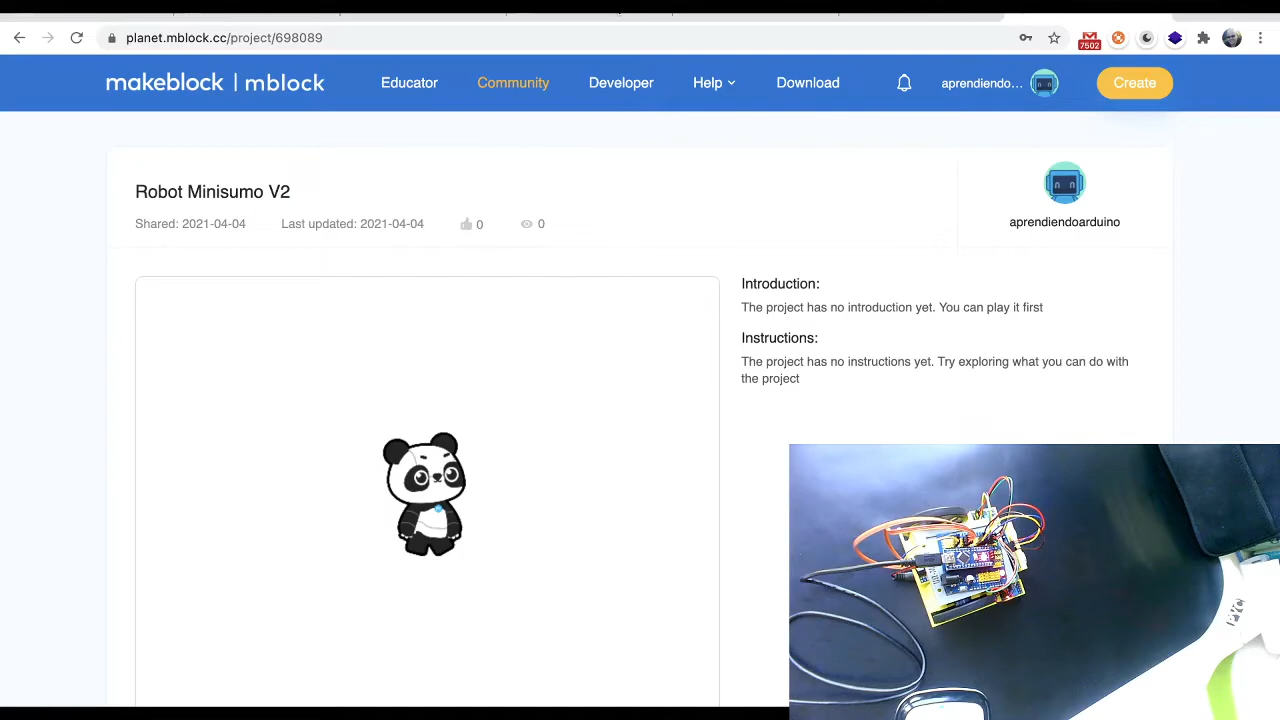 planet.mblock.cc/project/698089
7502
makeblock | mblock
Educator
Community
Developer
Help
Download
aprendiendo...
Create
Robot Minisumo V2
Shared: 2021-04-04
Last updated: 2021-04-04
0
0
aprendiendoarduino
Introduction:
The project has no introduction yet. You can play it first
Instructions:
The project has no instructions yet. Try exploring what you can do with
the project